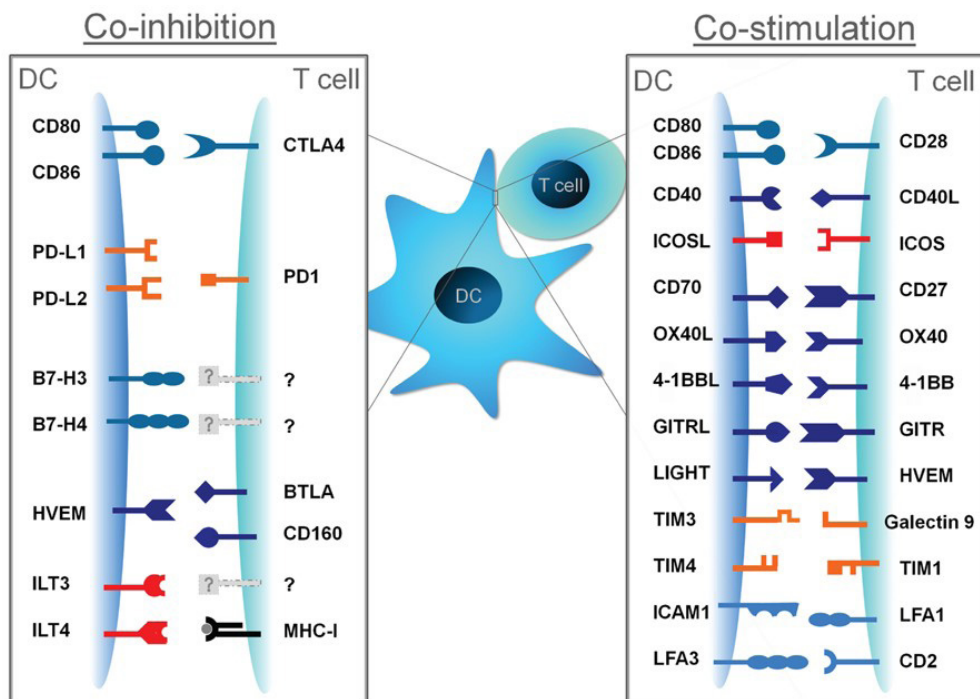 Co-inhibition
DC
T cell
CD80
CTLA4
CD86
PD-L1
PD1
PD-L2
B7-H3
?
?
B7-H4
?
?
BTLA
HVEM
CD160
ILT3
?
?
ILT4
MHC-I
T cell
DC
Co-stimulation
DC
T cell
CD80
CD28
CD86
CD40
CD40L
ICOSL
ICOS
CD70
CD27
OX40L
OX40
4-1BBL
4-1BB
GITRL
GITR
LIGHT
HVEM
TIM3
Galectin 9
TIM4
TIM1
ICAM1
LFA1
LFA3
CD2